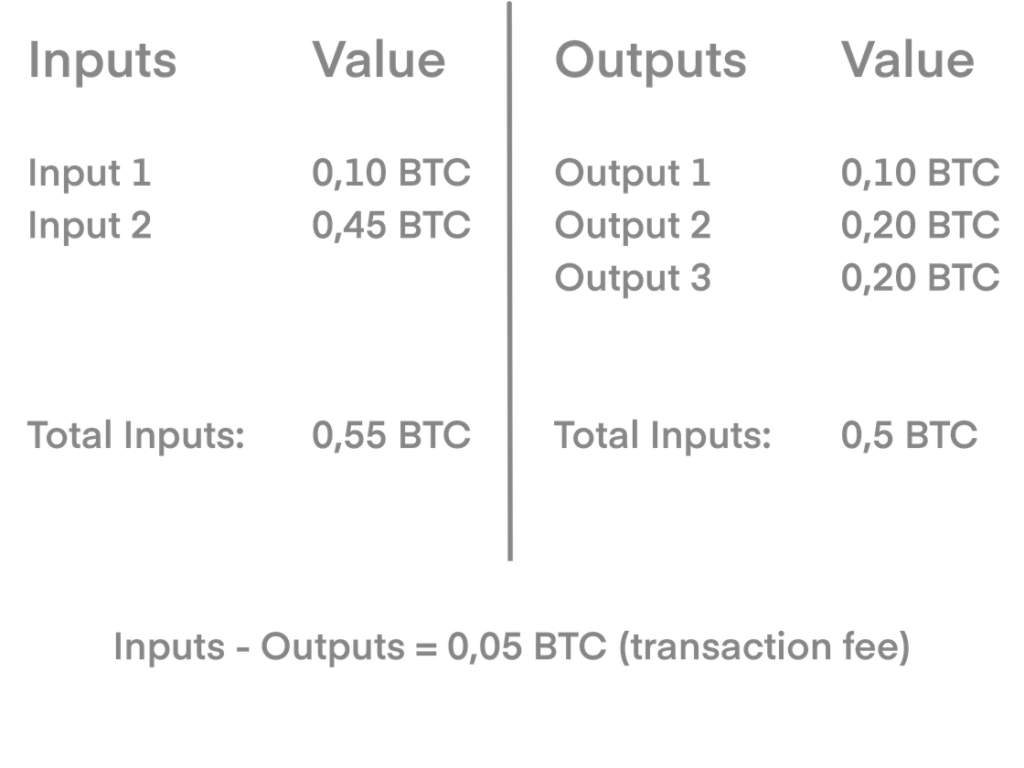 Inputs Value Outputs Value
Input 1 0,10 BTC Output 1 0,10 BTC
Input 2 0,45 BTC Output 2 0,20 BTC
Output 3 0,20 BTC
Total Inputs: 0,55 BTC Total Inputs: 0,5 BTC
Inputs - Outputs = 0,05 BTC (transaction fee)